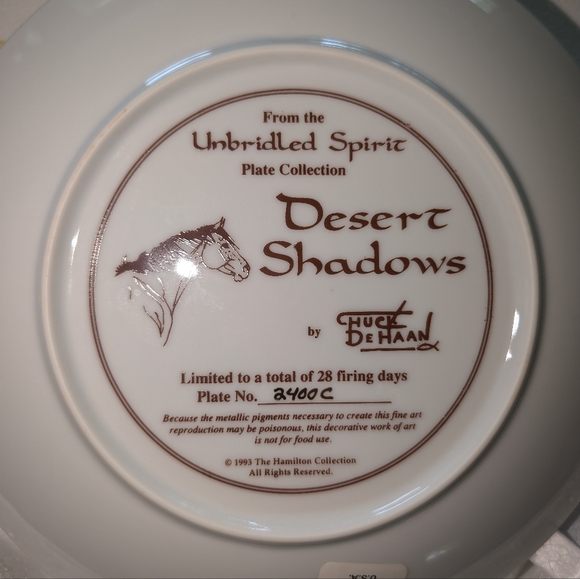 From the
Unbridled Spirit
Plate Collection
Desert
Shadows
by CHUCK
DEHAAN
Limited to a total of 28 firing days
Plate No. 2400C
Because the metallic pigments necessary to create this fine art
reproduction may be poisonous, this decorative work of art
is not for food use.
© 1993 The Hamilton Collection
All Rights Reserved.